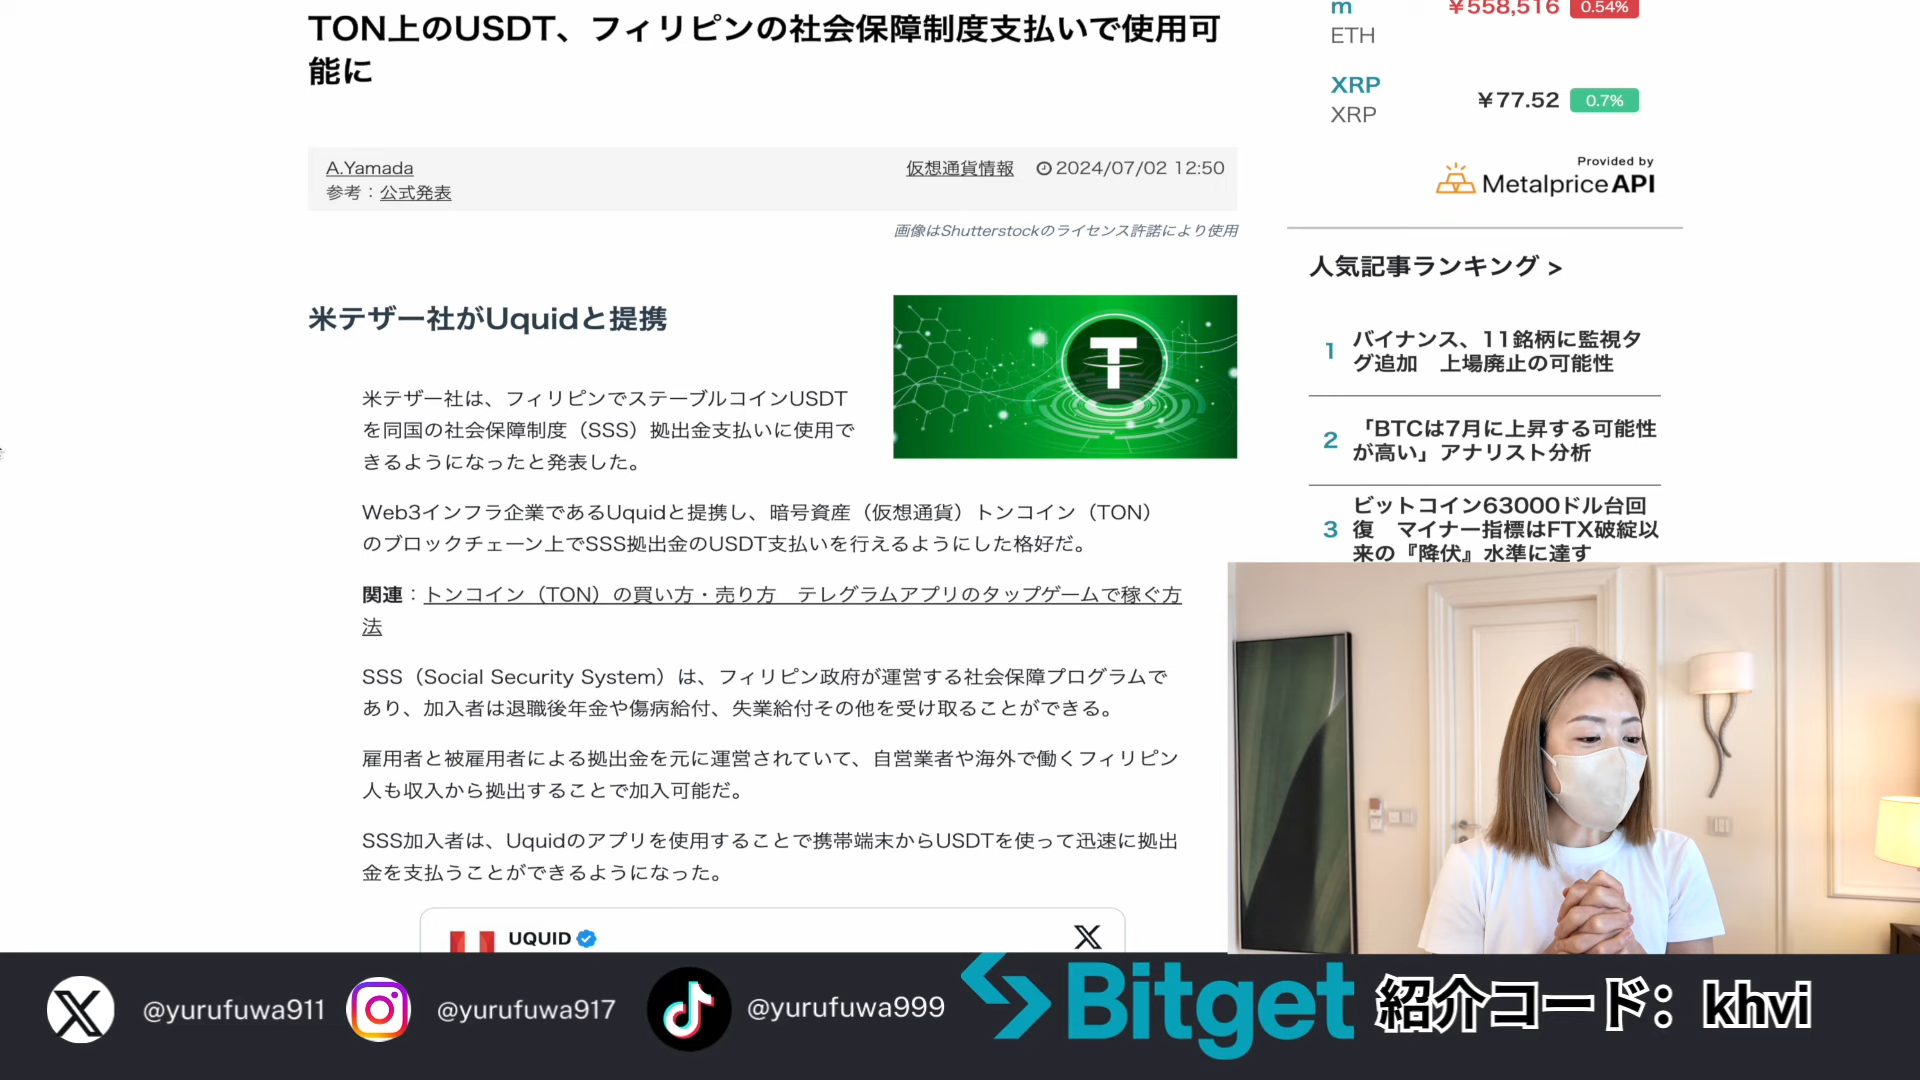 TON上のUSDT、フィリピンの社会保障制度支払いで使用可
能に
A.Yamada
参考：公式発表
仮想通貨情報 2024/07/02 12:50
画像はShutterstockのライセンス許諾により使用
米テザー社がUquidと提携
米テザー社は、フィリピンでステーブルコインUSDT
を同国の社会保障制度（SSS）拠出金支払いに使用で
きるようになったと発表した。
Web3インフラ企業であるUquidと提携し、暗号資産（仮想通貨）トンコイン（TON）
のブロックチェーン上でSSS拠出金のUSDT支払いを行えるようにした格好だ。
関連：トンコイン（TON）の買い方・売り方　テレグラムアプリのタップゲームで稼ぐ方
法
SSS（Social Security System）は、フィリピン政府が運営する社会保障プログラムで
あり、加入者は退職後年金や傷病給付、失業給付その他を受け取ることができる。
雇用者と被雇用者による拠出金を元に運営されていて、自営業者や海外で働くフィリピン
人も収入から拠出することで加入可能だ。
SSS加入者は、Uquidのアプリを使用することで携帯端末からUSDTを使って迅速に拠出
金を支払うことができるようになった。
UQUID
m
¥558,516 0.54%
ETH
XRP
¥77.52 0.7%
XRP
Provided by
MetalpriceAPI
人気記事ランキング >
1 バイナンス、11銘柄に監視タ
グ追加　上場廃止の可能性
2 「BTCは7月に上昇する可能性
が高い」アナリスト分析
3 ビットコイン63000ドル台回
復　マイナー指標はFTX破綻以
来の『降伏』水準に達す
@yurufuwa911 @yurufuwa917 @yurufuwa999 Bitget 紹介コード：khvi